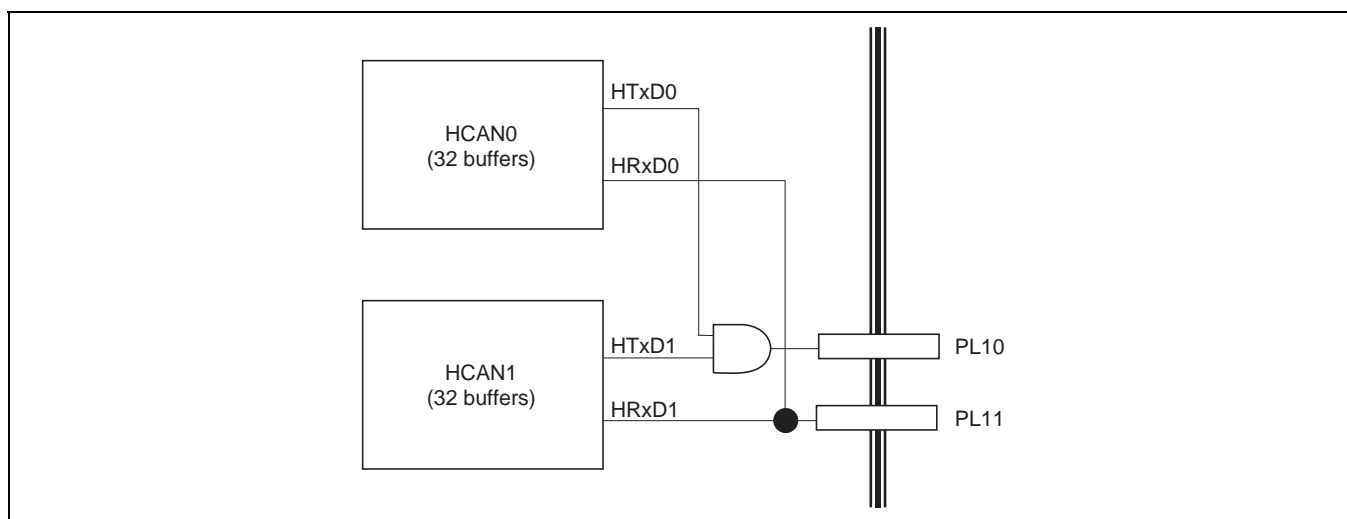 HTxD0
HCAN0
(32 buffers)
HRxD0
HTxD1
PL10
HCAN1
(32 buffers)
HRxD1
PL11